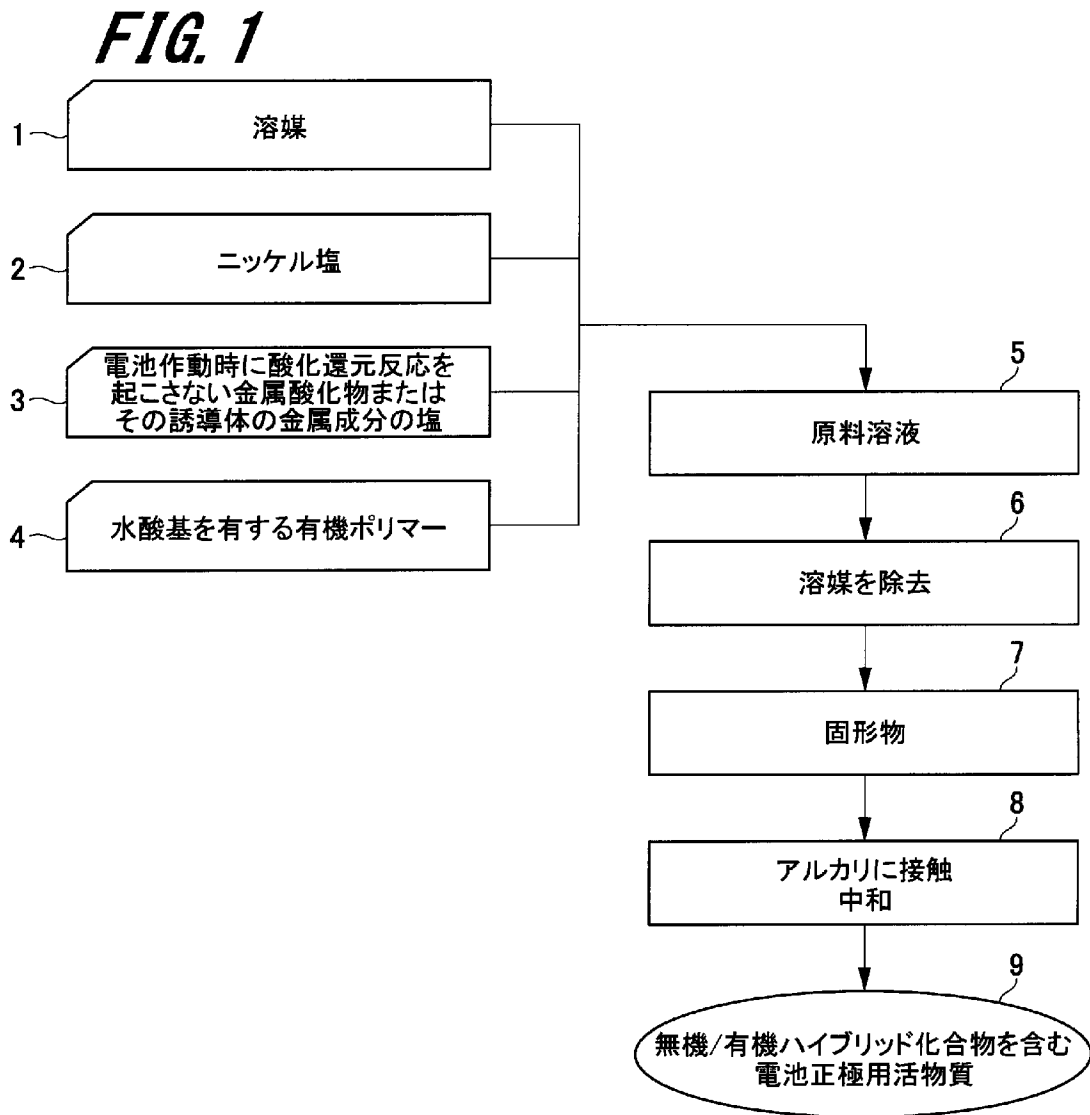 FIG. 1
1
溶媒
2
ニッケル塩
3
電池作動時に酸化還元反応を
起こさない金属酸化物または
その誘導体の金属成分の塩
4
水酸基を有する有機ポリマー
5
原料溶液
6
溶媒を除去
7
固形物
8
アルカリに接触
中和
9
無機/有機ハイブリッド化合物を含む
電池正極用活物質